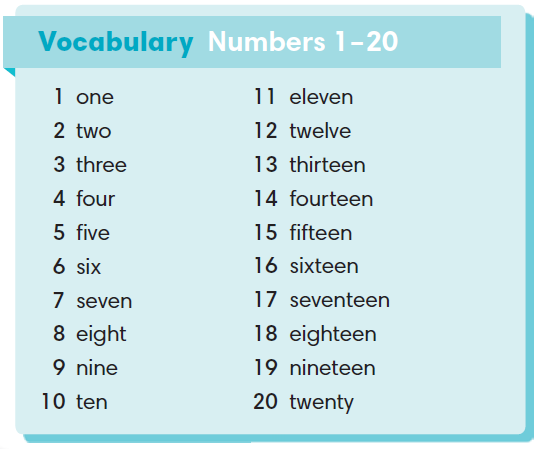 Vocabulary Numbers 1–20
1 one
2 two
3 three
4 four
5 five
6 six
7 seven
8 eight
9 nine
10 ten
11 eleven
12 twelve
13 thirteen
14 fourteen
15 fifteen
16 sixteen
17 seventeen
18 eighteen
19 nineteen
20 twenty